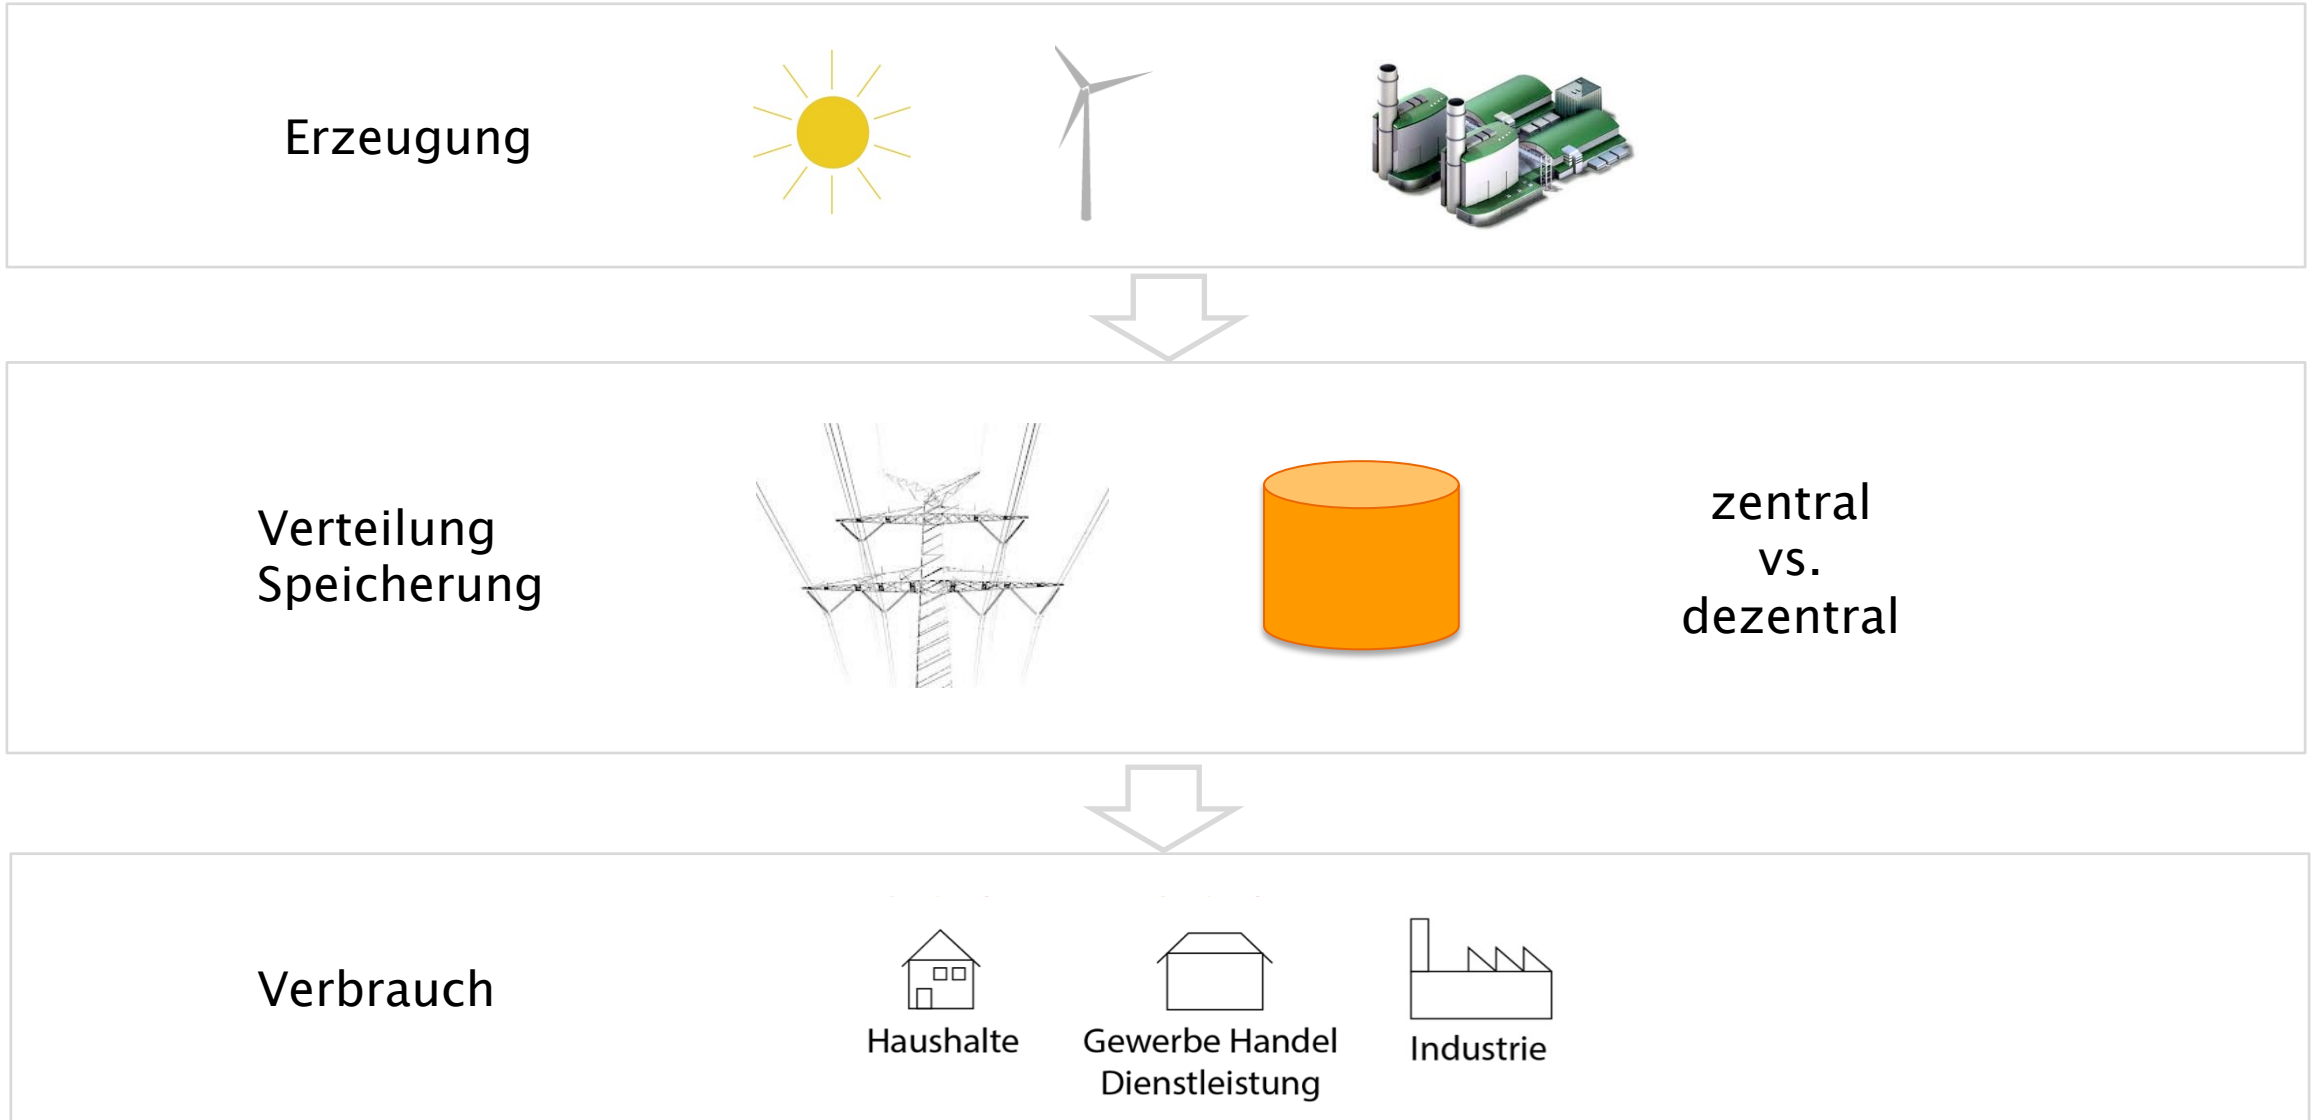 Erzeugung
Verteilung
Speicherung
zentral
vs.
dezentral
Verbrauch
Haushalte
Gewerbe Handel
Dienstleistung
Industrie